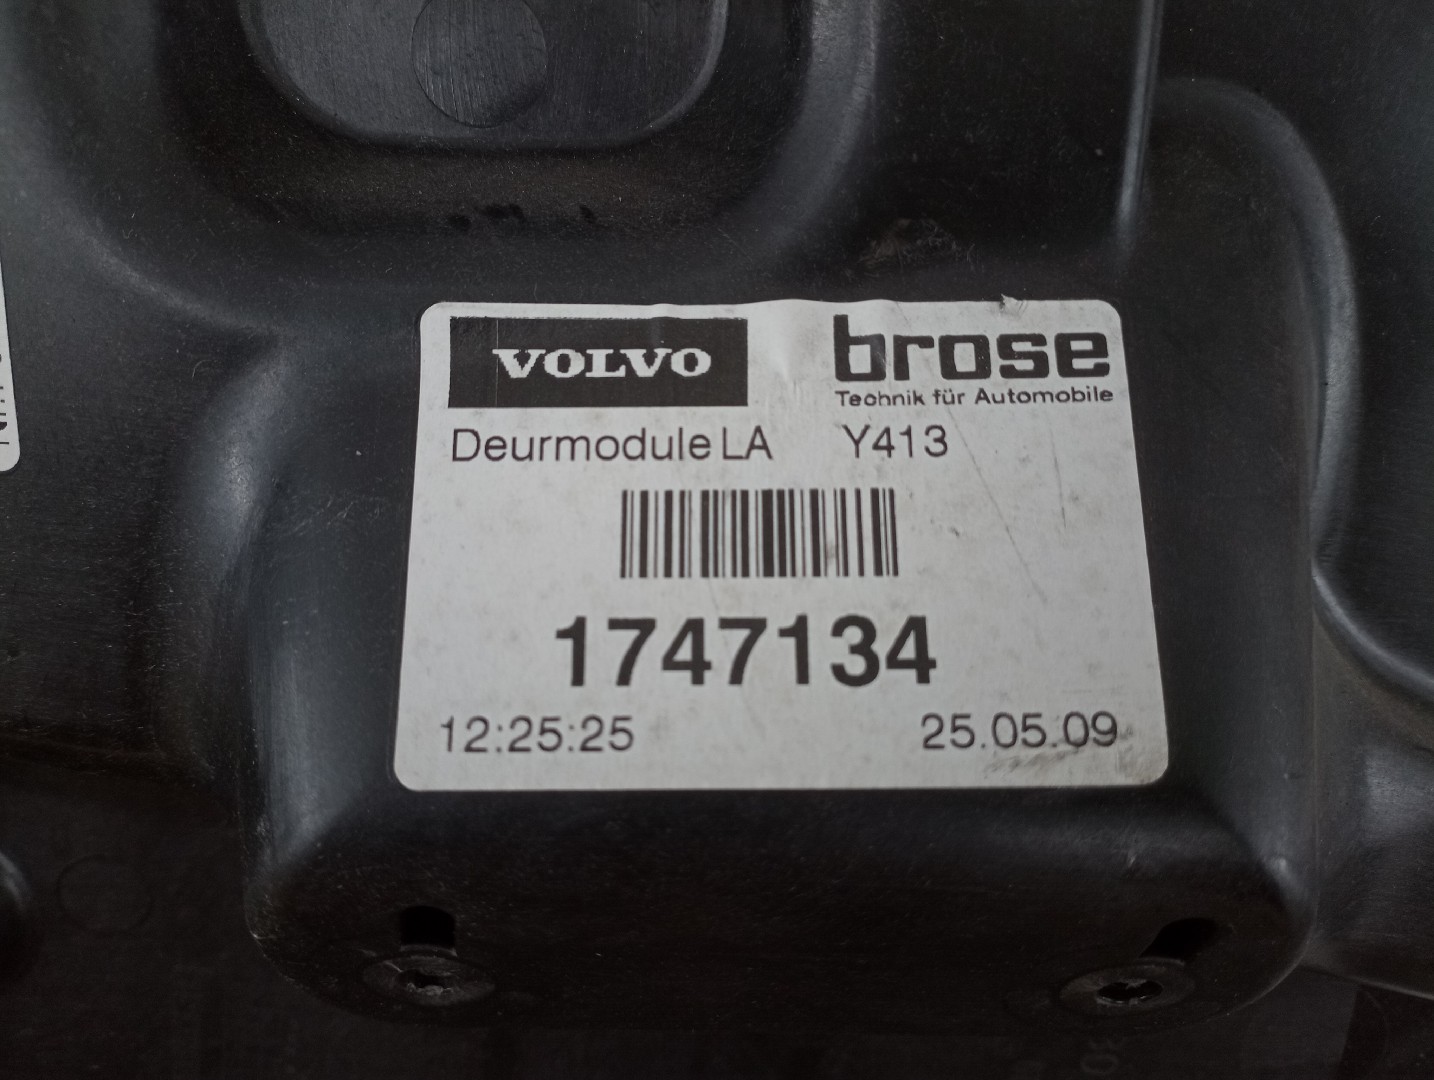 VOLVO
brose
Technik für Automobile
Deurmodule LA Y413
1747134
12:25:25 25.05.09